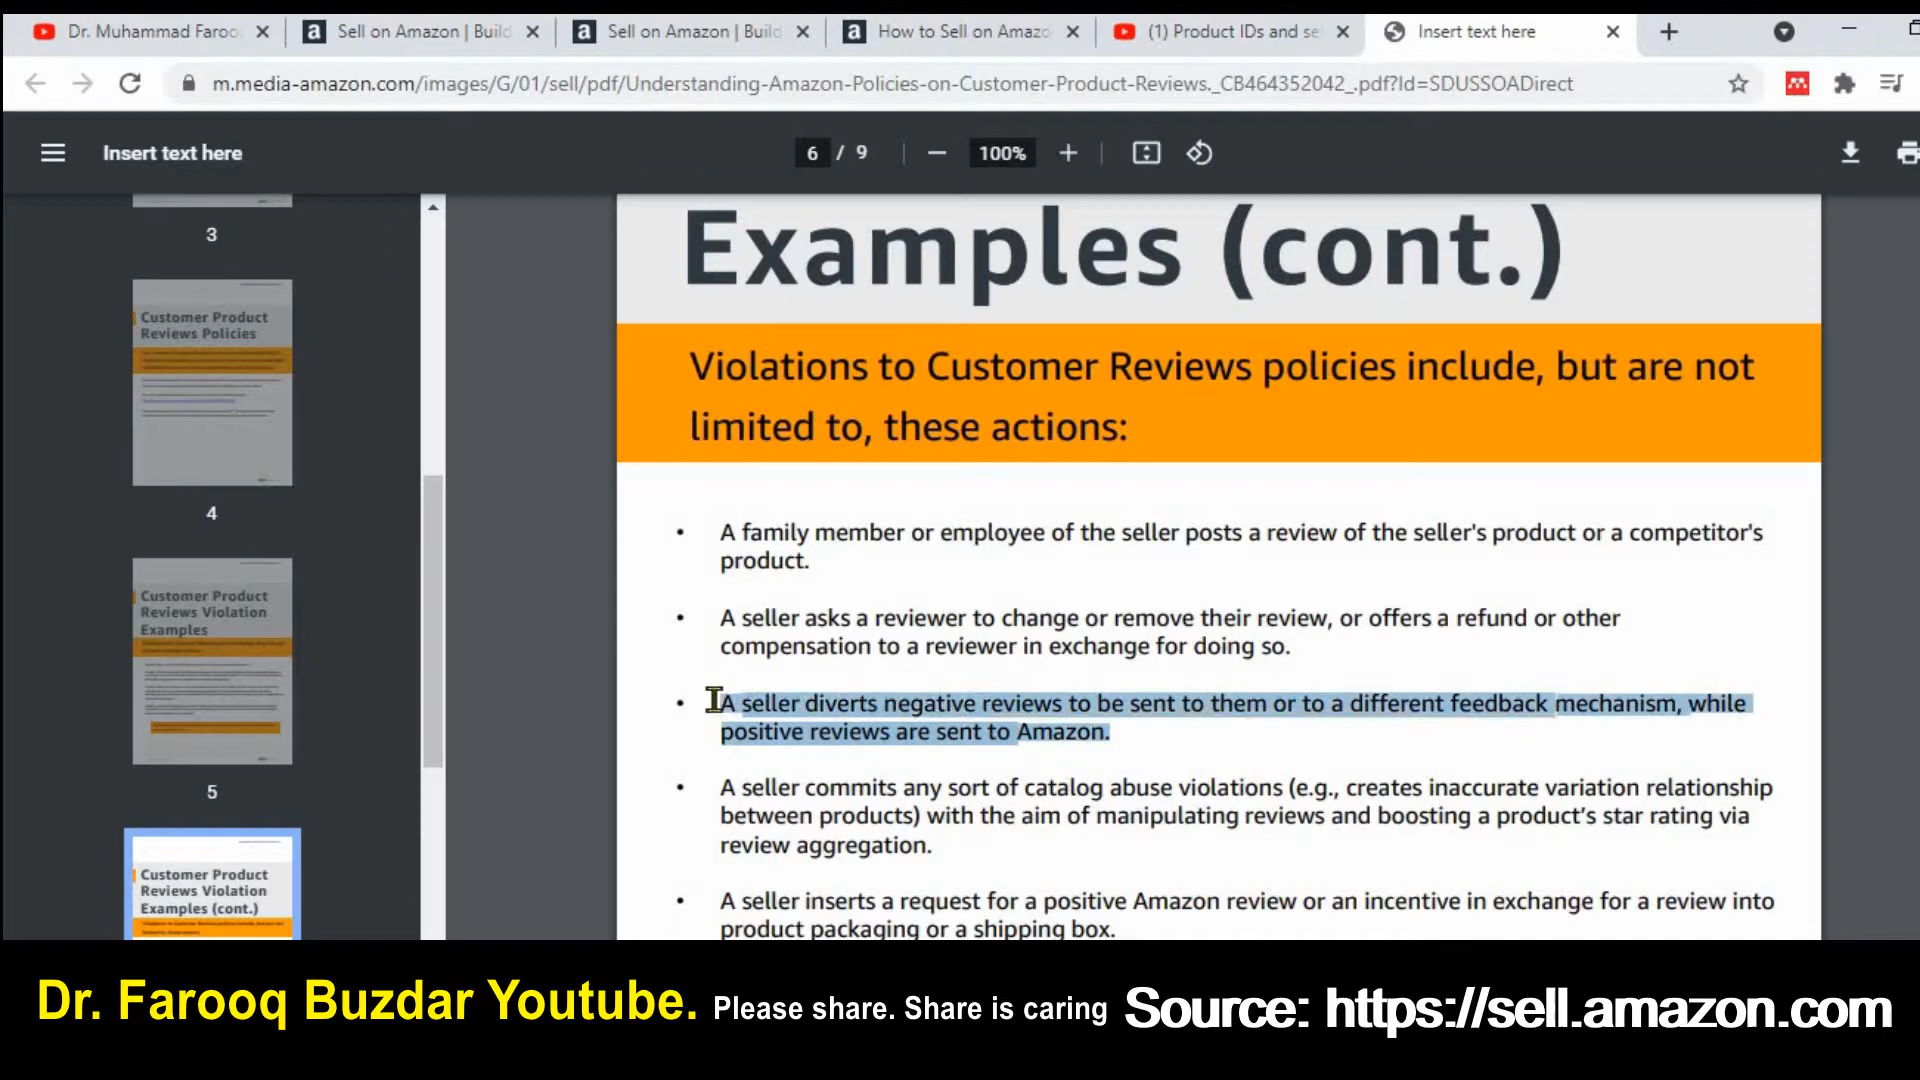 Dr. Muhammad Faroo
Sell on Amazon | Build
Sell on Amazon | Build
How to Sell on Amazo
(1) Product IDs and se
Insert text here
m.media-amazon.com/images/G/01/sell/pdf/Understanding-Amazon-Policies-on-Customer-Product-Reviews._CB464352042_.pdf?ld=SDUSSOADirect
Insert text here
6 / 9
100%
3
Customer Product
Reviews Policies
4
Customer Product
Reviews Violation
Examples
5
Customer Product
Reviews Violation
Examples (cont.)
Examples (cont.)
Violations to Customer Reviews policies include, but are not
limited to, these actions:
• A family member or employee of the seller posts a review of the seller's product or a competitor's
product.
• A seller asks a reviewer to change or remove their review, or offers a refund or other
compensation to a reviewer in exchange for doing so.
• A seller diverts negative reviews to be sent to them or to a different feedback mechanism, while
positive reviews are sent to Amazon.
• A seller commits any sort of catalog abuse violations (e.g., creates inaccurate variation relationship
between products) with the aim of manipulating reviews and boosting a product's star rating via
review aggregation.
• A seller inserts a request for a positive Amazon review or an incentive in exchange for a review into
product packaging or a shipping box.
Dr. Farooq Buzdar Youtube. Please share. Share is caring Source: https://sell.amazon.com